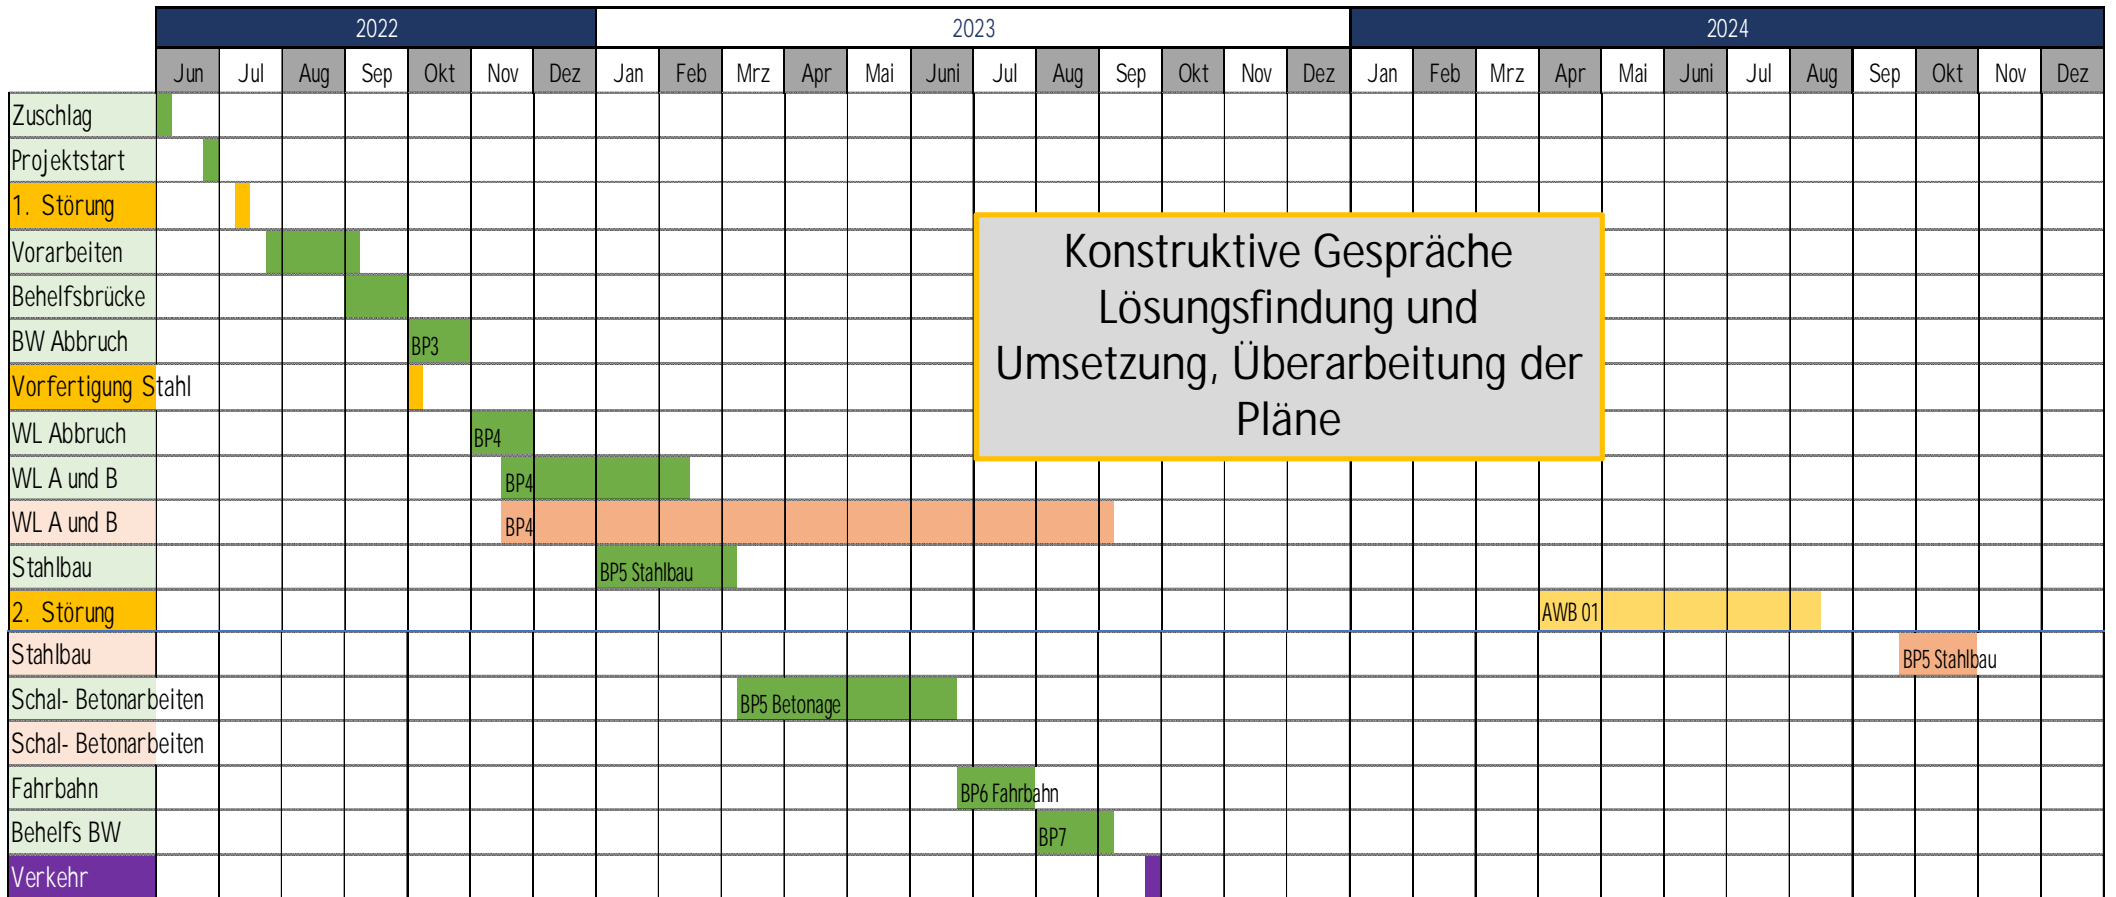 2022 2023 2024
Jun Jul Aug Sep Okt Nov Dez Jan Feb Mrz Apr Mai Juni Jul Aug Sep Okt Nov Dez Jan Feb Mrz Apr Mai Juni Jul Aug Sep Okt Nov Dez
Zuschlag
Projektstart
1. Störung
Vorarbeiten
Behelfsbrücke
BW Abbruch BP3
Vorfertigung Stahl
WL Abbruch BP4
WL A und B BP4
WL A und B BP4
Stahlbau BP5 Stahlbau
2. Störung AWB 01
Stahlbau BP5 Stahlbau
Schal- Betonarbeiten BP5 Betonage
Schal- Betonarbeiten
Fahrbahn BP6 Fahrbahn
Behelfs BW BP7
Verkehr
Konstruktive Gespräche
Lösungsfindung und
Umsetzung, Überarbeitung der
Pläne